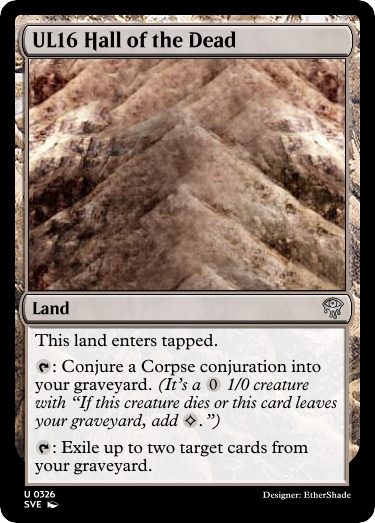 UL16 Hall of the Dead
Land
This land enters tapped.
: Conjure a Corpse conjuration into
your graveyard. (It's a 0 1/0 creature
with “If this creature dies or this card leaves
your graveyard, add .”)
: Exile up to two target cards from
your graveyard.
U 0326
SVE
Designer: EtherShade